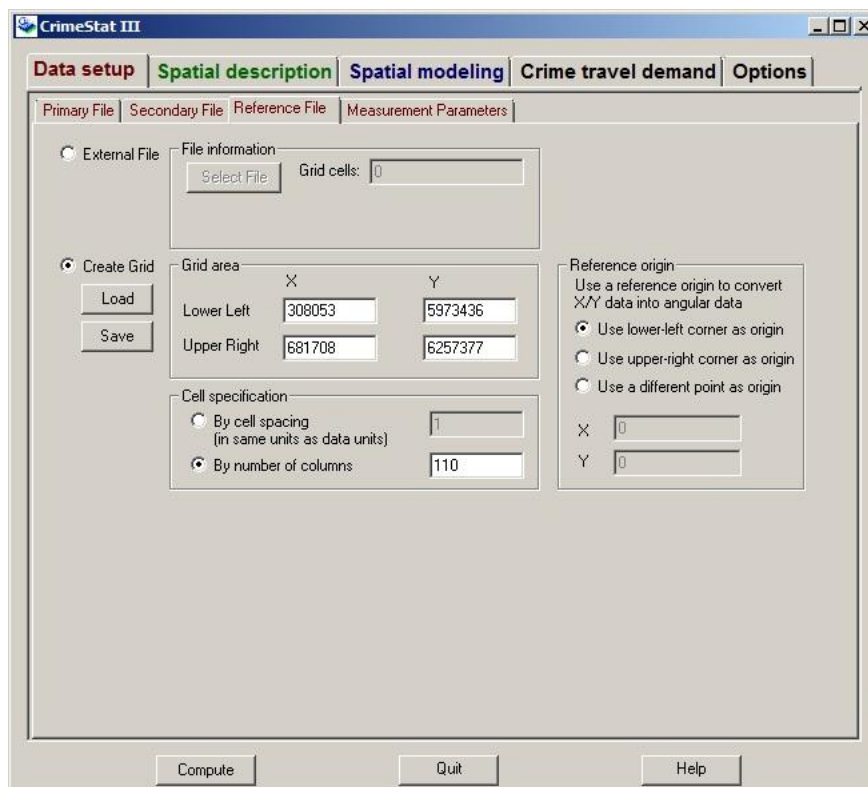 CrimeStat III
Data setup Spatial description Spatial modeling Crime travel demand Options
Primary File Secondary File Reference File Measurement Parameters
External File
File information
Select File Grid cells: 0
Create Grid
Load
Save
Grid area
X Y
Lower Left 308053 5973436
Upper Right 681708 6257377
Cell specification
By cell spacing 1
(in same units as data units)
By number of columns 110
Reference origin
Use a reference origin to convert
X/Y data into angular data
Use lower-left corner as origin
Use upper-right corner as origin
Use a different point as origin
X 0
Y 0
Compute Quit Help